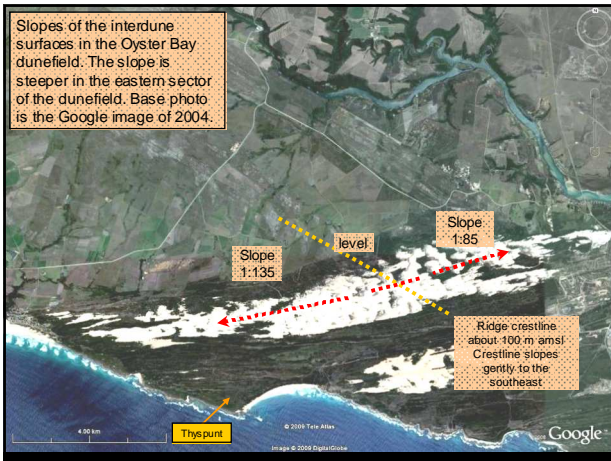 Slopes of the interdune
surfaces in the Oyster Bay
dunefield. The slope is
steeper in the eastern sector
of the dunefield. Base photo
is the Google image of 2004.
Slope
1:85
level
Slope
1:135
Ridge crestline
about 100 m amsl
Crestline slopes
gently to the
southeast
Thyspunt
4.00 km
© 2009 Tele Atlas
Image © 2009 DigitalGlobe
Google